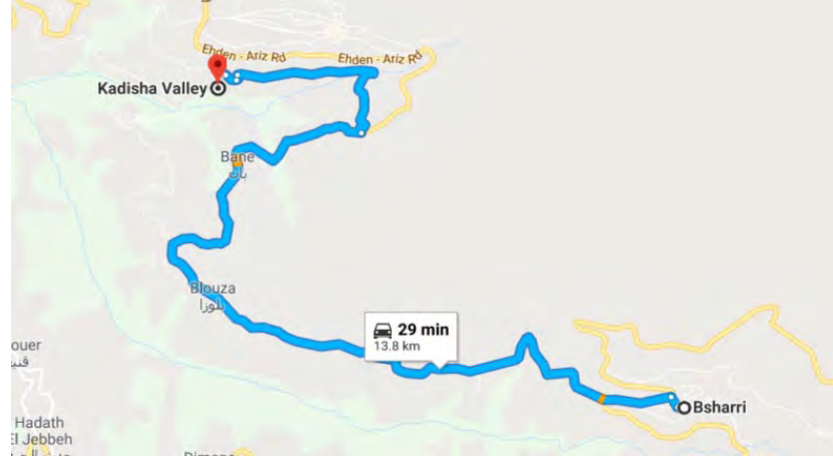 Ehden - Ariz Rd
Ehden - Ariz Rd
Kadisha Valley
Bane
بان
Blouza
بلوزا
29 min
13.8 km
ouer
Bsharri
Hadath
El Jebbeh